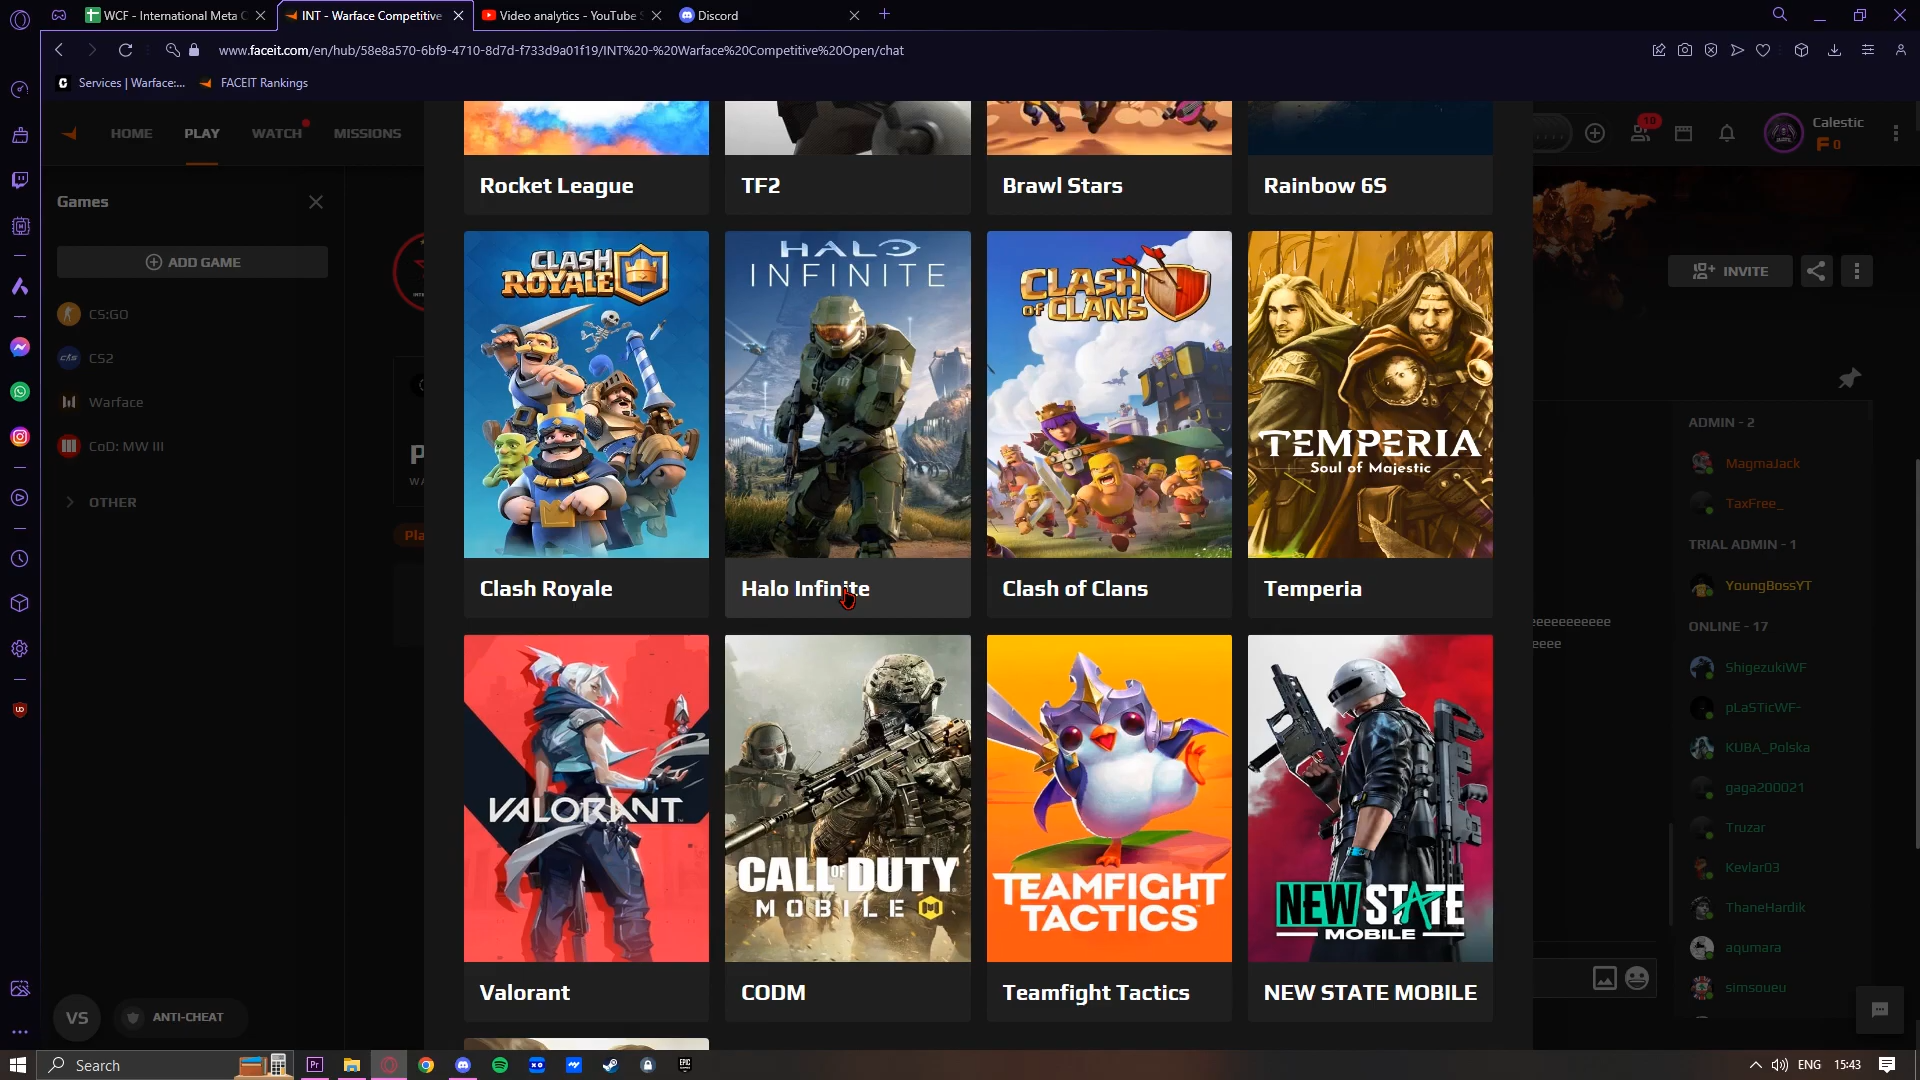 WCF - International Meta C
INT - Warface Competitive
Video analytics - YouTube S
Discord
www.faceit.com/en/hub/58e8a570-6bf9-4710-8d7d-f733d9a01f19/INT%20-%20Warface%20Competitive%20Open/chat
Services | Warface:...
FACEIT Rankings
HOME
PLAY
WATCH
MISSIONS
10
Calestic
F 0
Games
ADD GAME
CS:GO
CS2
Warface
CoD: MW III
OTHER
Rocket League
TF2
Brawl Stars
Rainbow 6S
CLASH
ROYALE
HALO
INFINITE
CLASH
OF CLANS
TEMPERIA
Soul of Majestic
Clash Royale
Halo Infinite
Clash of Clans
Temperia
VALORANT
CALL OF DUTY
MOBILE
TEAMFIGHT
TACTICS
NEW STATE
MOBILE
Valorant
CODM
Teamfight Tactics
NEW STATE MOBILE
INVITE
ADMIN - 2
MagmaJack
TaxFree_
TRIAL ADMIN - 1
YoungBossYT
ONLINE - 17
ShigezukiWF
pLaSTicWF-
KUBA_Polska
gaga200021
Truzar
Kevlar03
ThaneHardik
aqumara
simsoueu
Pla
VS
ANTI-CHEAT
Search
ENG
15:43